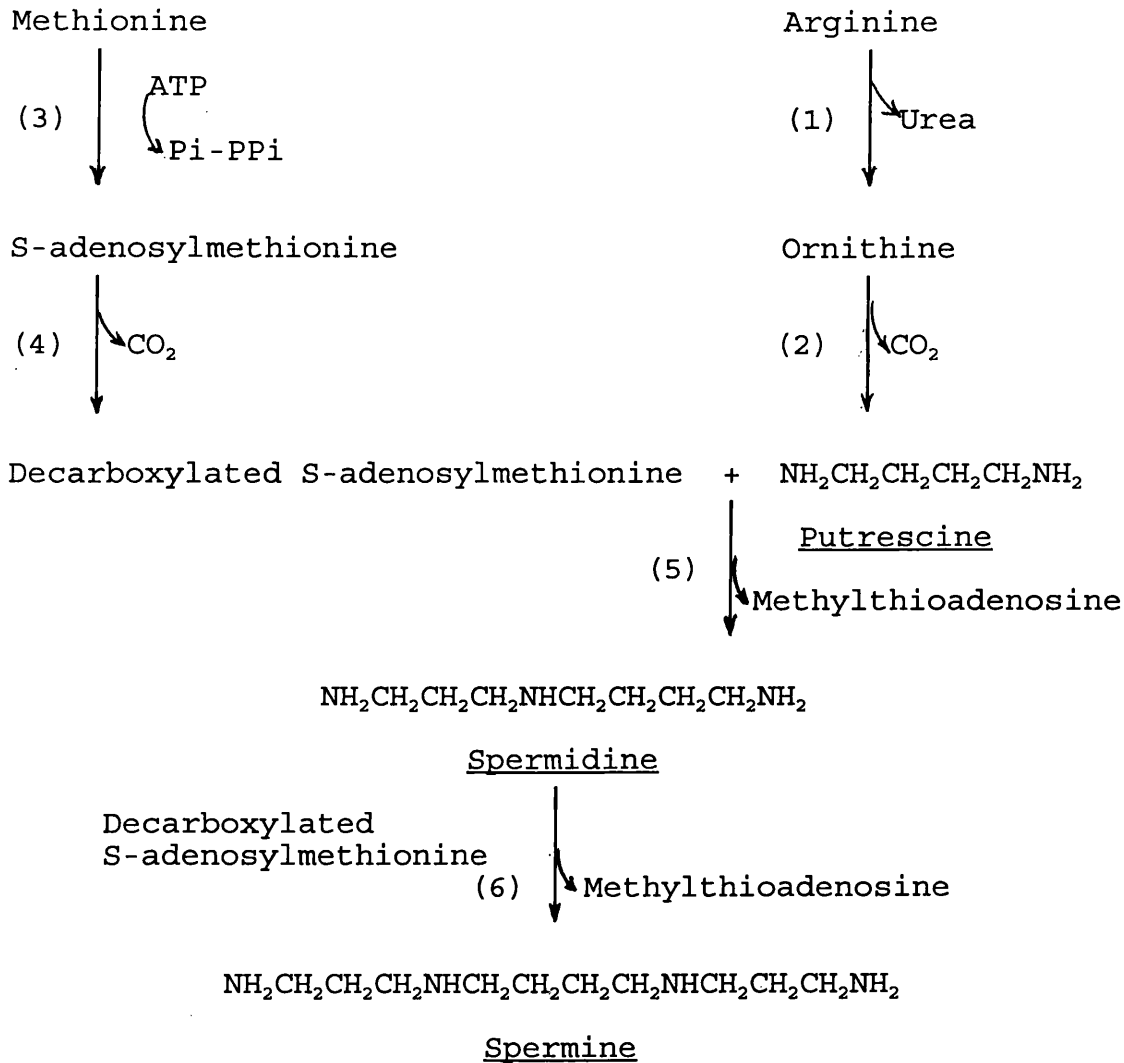 Methionine
Arginine
ATP
(3)
Pi-PPi
(1)
Urea
S-adenosylmethionine
Ornithine
(4)
CO₂
(2)
CO₂
Decarboxylated S-adenosylmethionine + NH₂CH₂CH₂CH₂CH₂NH₂
Putrescine
(5)
Methylthioadenosine
NH₂CH₂CH₂CH₂NHCH₂CH₂CH₂CH₂NH₂
Spermidine
Decarboxylated
S-adenosylmethionine
(6)
Methylthioadenosine
NH₂CH₂CH₂CH₂NHCH₂CH₂CH₂CH₂NHCH₂CH₂CH₂NH₂
Spermine